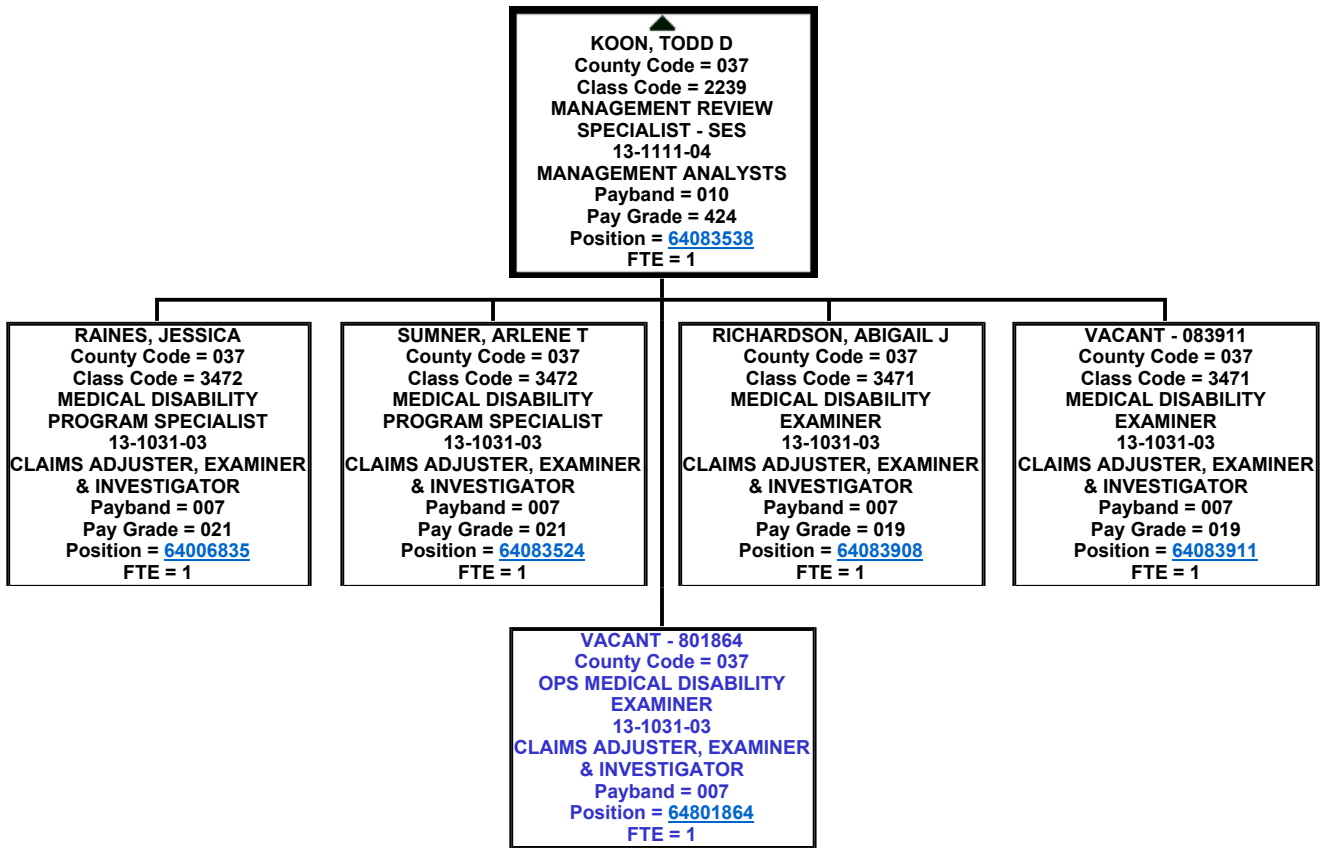 KOON, TODD D
County Code = 037
Class Code = 2239
MANAGEMENT REVIEW
SPECIALIST - SES
13-1111-04
MANAGEMENT ANALYSTS
Payband = 010
Pay Grade = 424
Position = 64083538
FTE = 1
RAINES, JESSICA
County Code = 037
Class Code = 3472
MEDICAL DISABILITY
PROGRAM SPECIALIST
13-1031-03
CLAIMS ADJUSTER, EXAMINER
& INVESTIGATOR
Payband = 007
Pay Grade = 021
Position = 64006835
FTE = 1
SUMNER, ARLENE T
County Code = 037
Class Code = 3472
MEDICAL DISABILITY
PROGRAM SPECIALIST
13-1031-03
CLAIMS ADJUSTER, EXAMINER
& INVESTIGATOR
Payband = 007
Pay Grade = 021
Position = 64083524
FTE = 1
RICHARDSON, ABIGAIL J
County Code = 037
Class Code = 3471
MEDICAL DISABILITY
EXAMINER
13-1031-03
CLAIMS ADJUSTER, EXAMINER
& INVESTIGATOR
Payband = 007
Pay Grade = 019
Position = 64083908
FTE = 1
VACANT - 083911
County Code = 037
Class Code = 3471
MEDICAL DISABILITY
EXAMINER
13-1031-03
CLAIMS ADJUSTER, EXAMINER
& INVESTIGATOR
Payband = 007
Pay Grade = 019
Position = 64083911
FTE = 1
VACANT - 801864
County Code = 037
OPS MEDICAL DISABILITY
EXAMINER
13-1031-03
CLAIMS ADJUSTER, EXAMINER
& INVESTIGATOR
Payband = 007
Position = 64801864
FTE = 1